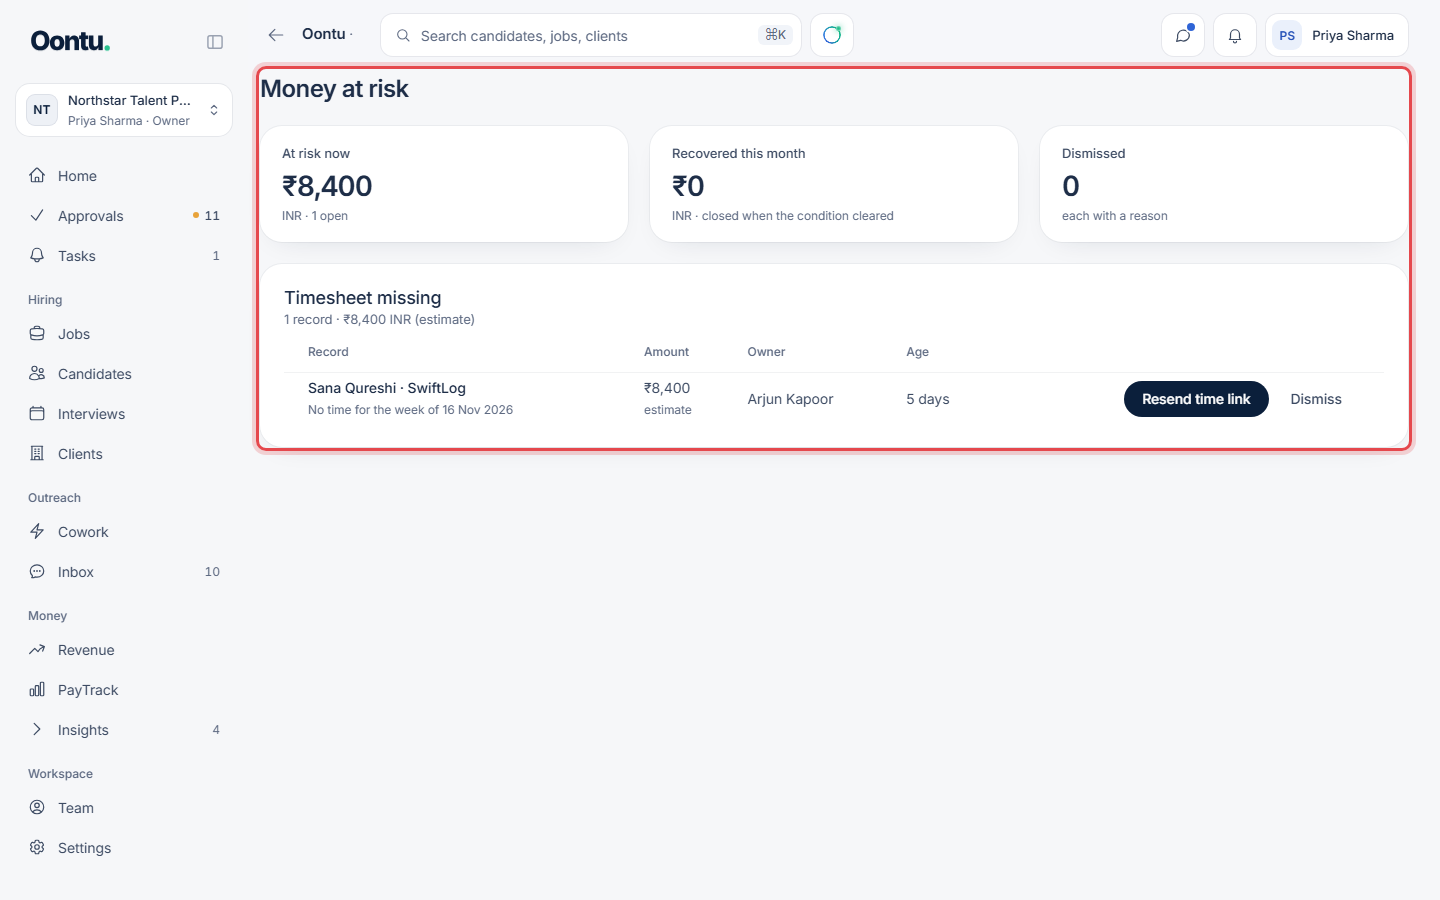 Oontu.
NT
Northstar Talent P...
Priya Sharma · Owner
Home
Approvals
11
Tasks
1
Hiring
Jobs
Candidates
Interviews
Clients
Outreach
Cowork
Inbox
10
Money
Revenue
PayTrack
Insights
4
Workspace
Team
Settings
Oontu ·
Search candidates, jobs, clients
⌘K
PS
Priya Sharma
Money at risk
At risk now
₹8,400
INR · 1 open
Recovered this month
₹0
INR · closed when the condition cleared
Dismissed
0
each with a reason
Timesheet missing
1 record · ₹8,400 INR (estimate)
Record Amount Owner Age
Sana Qureshi · SwiftLog
No time for the week of 16 Nov 2026
₹8,400
estimate
Arjun Kapoor
5 days
Resend time link
Dismiss